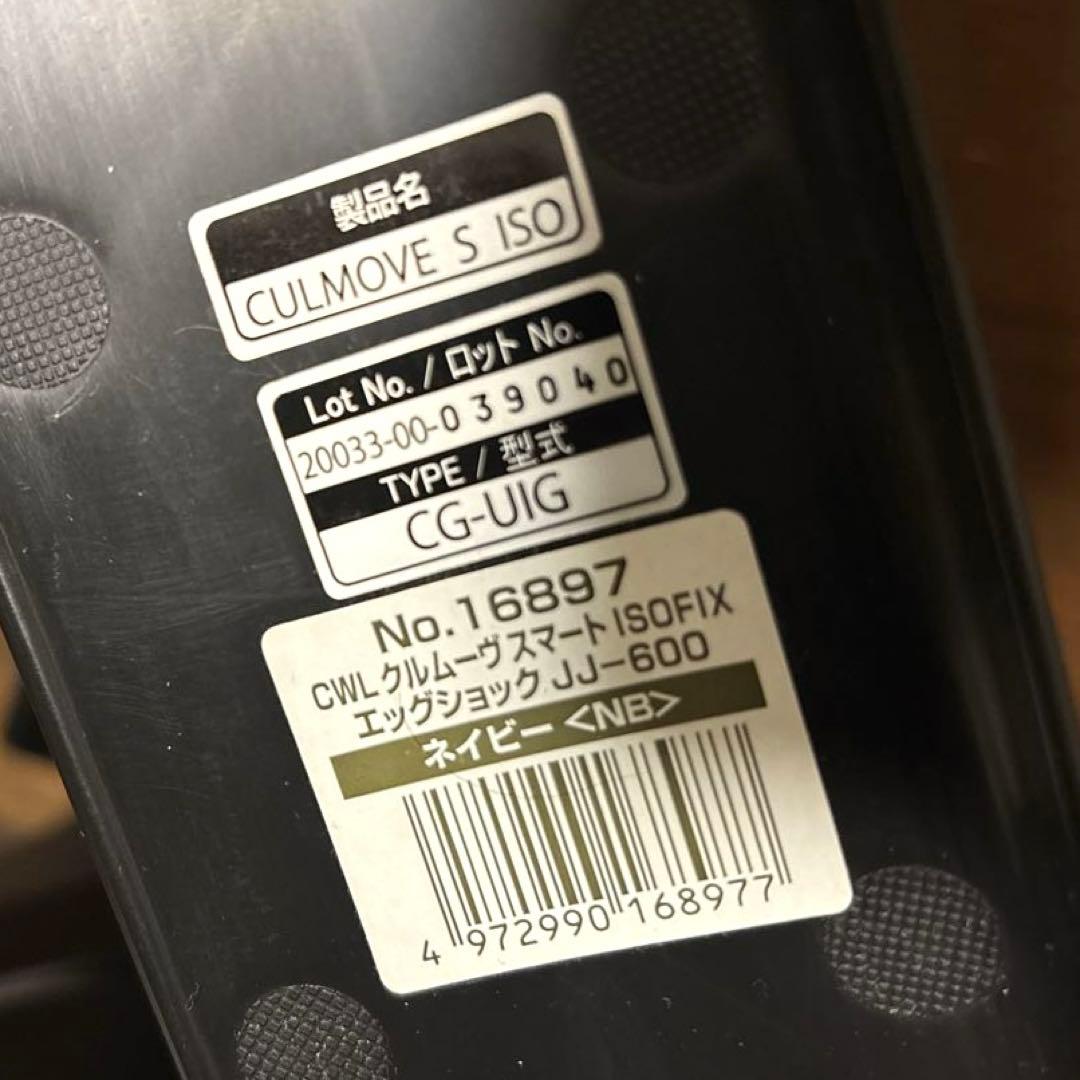 製品名
CULMOVE S ISO
Lot No. / ロット No.
20033-00-039040
TYPE / 型式
CG-UIG
No.16897
CWL クルムーヴ スマート ISOFIX
エッグショック JJ-600
ネイビー <NB>
4 972990 168977